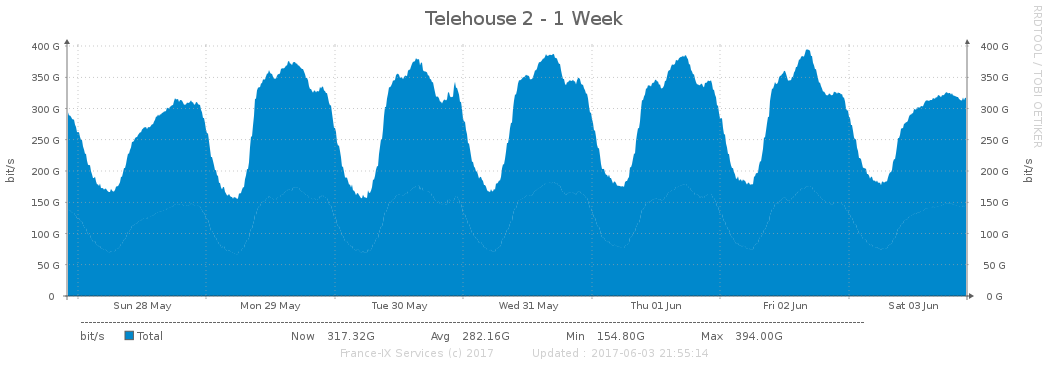 Telehouse 2 - 1 Week
RRDTOOL / TOBI OETIKER
bit/s
400 G
350 G
300 G
250 G
200 G
150 G
100 G
50 G
0
400 G
350 G
300 G
250 G
200 G
150 G
100 G
50 G
0 G
bit/s
Sun 28 May Mon 29 May Tue 30 May Wed 31 May Thu 01 Jun Fri 02 Jun Sat 03 Jun
bit/s Total Now 317.32G Avg 282.16G Min 154.80G Max 394.00G
France-IX Services (c) 2017 Updated : 2017-06-03 21:55:14